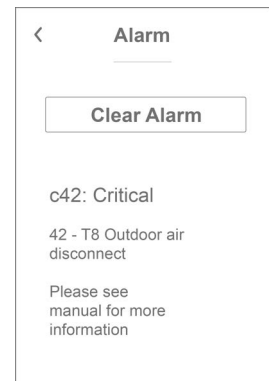 Alarm
Clear Alarm
c42: Critical
42 - T8 Outdoor air
disconnect
Please see
manual for more
information